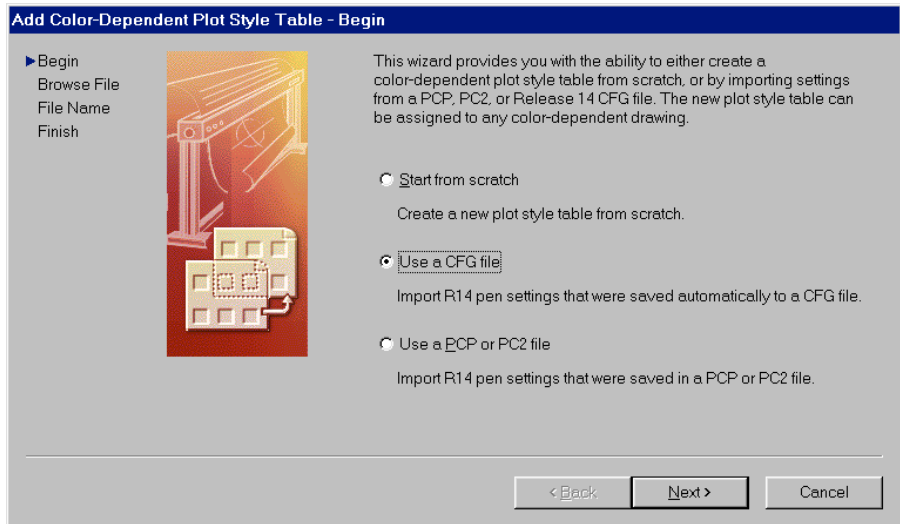 Add Color-Dependent Plot Style Table - Begin
Begin
Browse File
File Name
Finish
This wizard provides you with the ability to either create a
color-dependent plot style table from scratch, or by importing settings
from a PCP, PC2, or Release 14 CFG file. The new plot style table can
be assigned to any color-dependent drawing.
Start from scratch
Create a new plot style table from scratch.
Use a CFG file
Import R14 pen settings that were saved automatically to a CFG file.
Use a PCP or PC2 file
Import R14 pen settings that were saved in a PCP or PC2 file.
< Back
Next >
Cancel